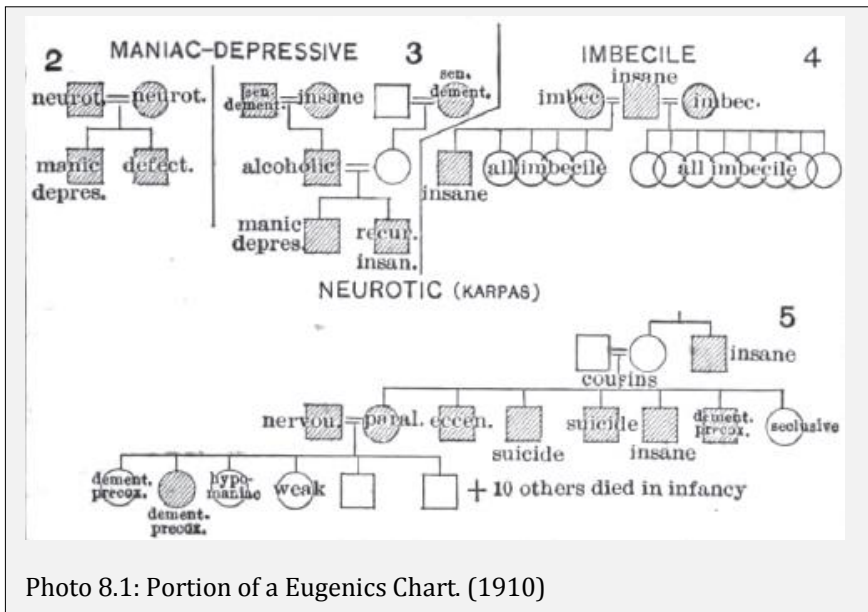 MANIAC-DEPRESSIVE
2
neurot. neurot.
manic depres.
defect.
3
sen. dement.
insane
sen. dement.
alcoholic
manic depres.
recur. insan.
IMBECILE
4
imbec.
insane
imbec.
insane
all imbecile
all imbecile
NEUROTIC (KARPAS)
5
insane
cousins
nervou. paral. eccen. suicide suicide insane dement. precox. seclusive
dement. precox.
dement. precox.
hypo-maniac
weak
+ 10 others died in infancy
Photo 8.1: Portion of a Eugenics Chart. (1910)